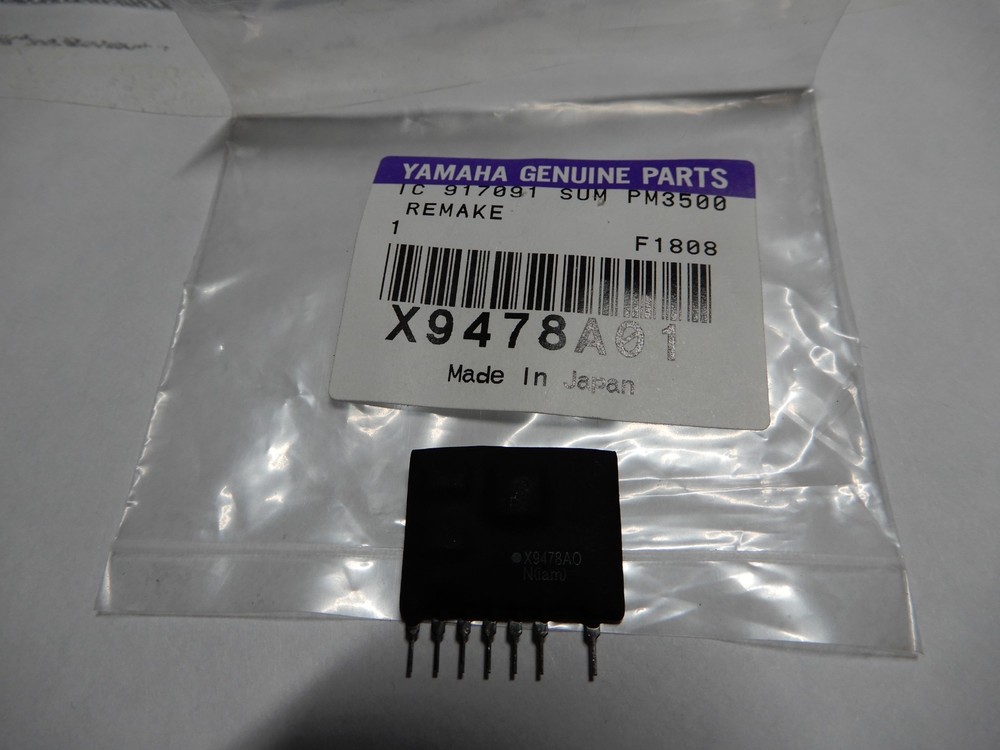 YAMAHA GENUINE PARTS
IC 917091 SUM PM3500
REMAKE
1
F1808
X9478A01
Made In Japan
●X9478AO